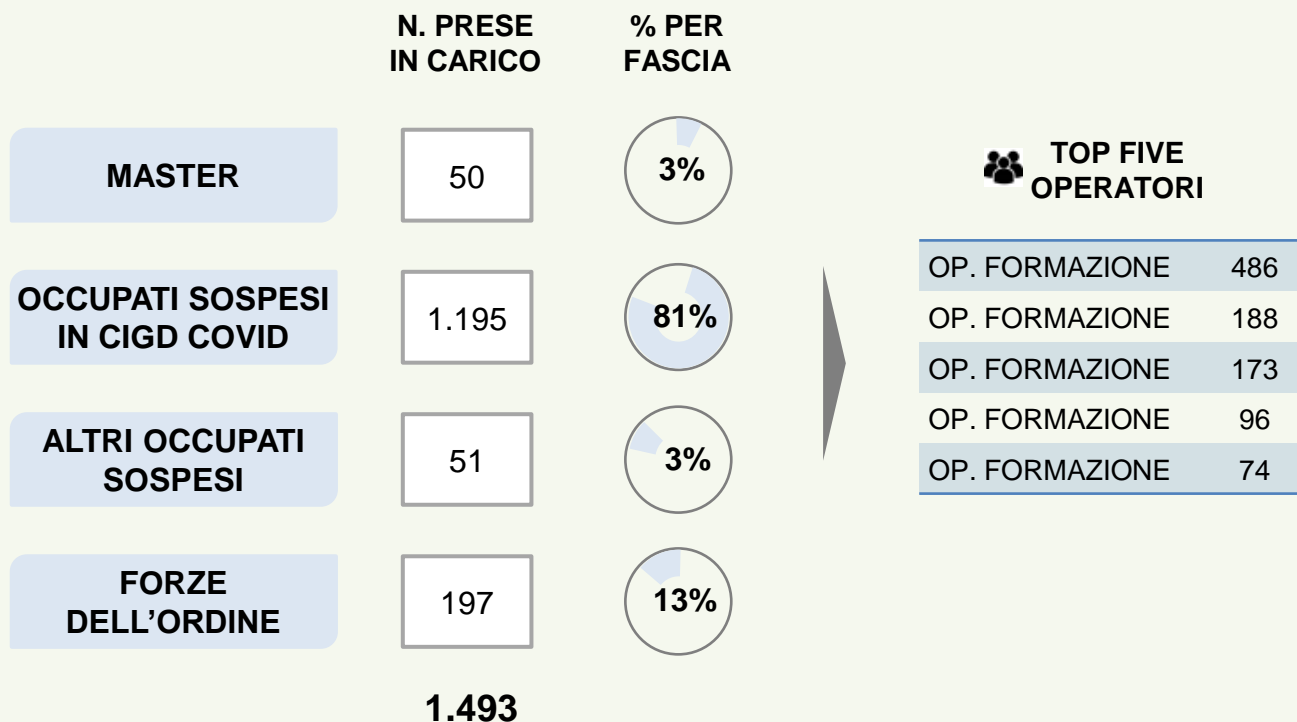 N. PRESE
IN CARICO
% PER
FASCIA
MASTER
50
3%
OCCUPATI SOSPESI
IN CIGD COVID
1.195
81%
ALTRI OCCUPATI
SOSPESI
51
3%
FORZE
DELL’ORDINE
197
13%
1.493
TOP FIVE
OPERATORI
OP. FORMAZIONE 486
OP. FORMAZIONE 188
OP. FORMAZIONE 173
OP. FORMAZIONE 96
OP. FORMAZIONE 74